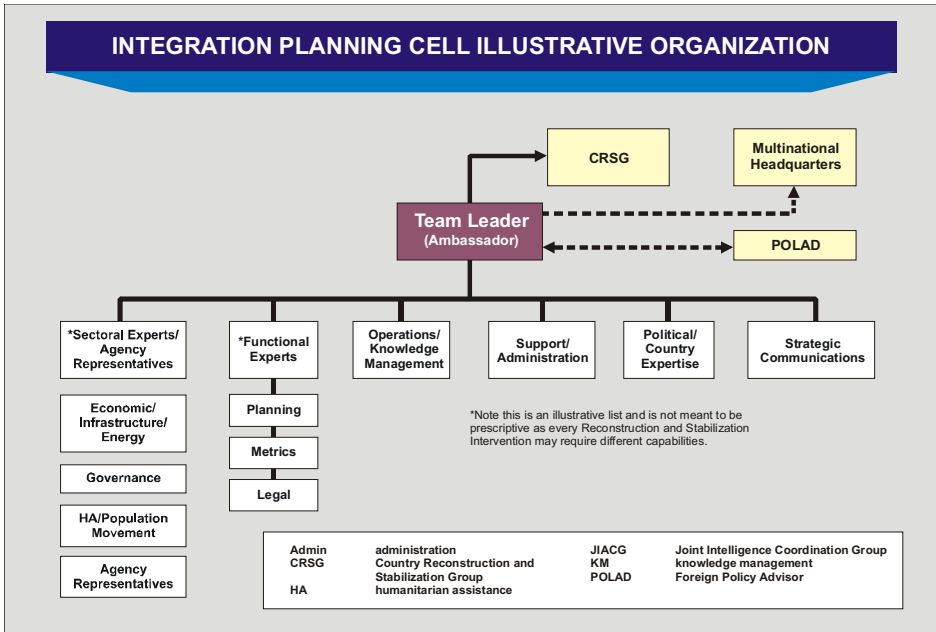 INTEGRATION PLANNING CELL ILLUSTRATIVE ORGANIZATION
CRSG
Multinational
Headquarters
Team Leader
(Ambassador)
POLAD
*Sectoral Experts/
Agency
Representatives
*Functional
Experts
Operations/
Knowledge
Management
Support/
Administration
Political/
Country
Expertise
Strategic
Communications
Economic/
Infrastructure/
Energy
Governance
HA/Population
Movement
Agency
Representatives
Planning
Metrics
Legal
*Note this is an illustrative list and is not meant to be
prescriptive as every Reconstruction and Stabilization
Intervention may require different capabilities.
Admin administration
CRSG Country Reconstruction and
Stabilization Group
HA humanitarian assistance
JIACG Joint Intelligence Coordination Group
KM knowledge management
POLAD Foreign Policy Advisor